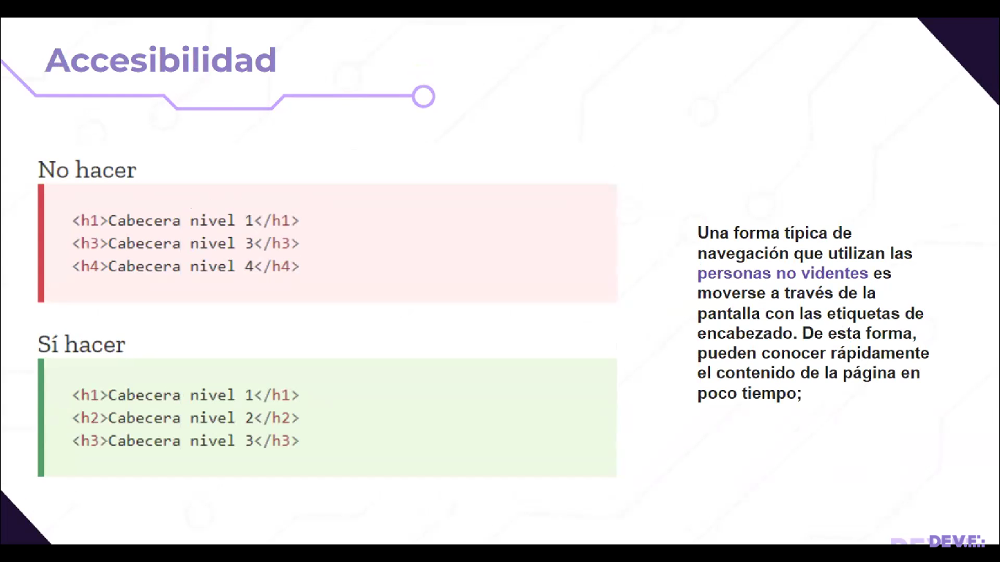 Accesibilidad
No hacer
<h1>Cabecera nivel 1</h1>
<h3>Cabecera nivel 3</h3>
<h4>Cabecera nivel 4</h4>
Sí hacer
<h1>Cabecera nivel 1</h1>
<h2>Cabecera nivel 2</h2>
<h3>Cabecera nivel 3</h3>
Una forma típica de
navegación que utilizan las
personas no videntes es
moverse a través de la
pantalla con las etiquetas de
encabezado. De esta forma,
pueden conocer rápidamente
el contenido de la página en
poco tiempo;
DEV.F: